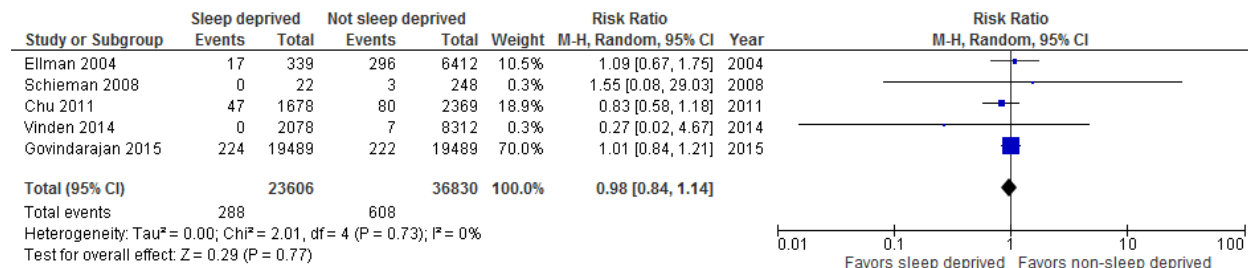 Sleep deprived Not sleep deprived Risk Ratio Risk Ratio
Study or Subgroup Events Total Events Total Weight M-H, Random, 95% CI Year M-H, Random, 95% CI
Ellman 2004 17 339 296 6412 10.5% 1.09 [0.67, 1.75] 2004
Schieman 2008 0 22 3 248 0.3% 1.55 [0.08, 29.03] 2008
Chu 2011 47 1678 80 2369 18.9% 0.83 [0.58, 1.18] 2011
Vinden 2014 0 2078 7 8312 0.3% 0.27 [0.02, 4.67] 2014
Govindarajan 2015 224 19489 222 19489 70.0% 1.01 [0.84, 1.21] 2015
Total (95% CI) 23606 36830 100.0% 0.98 [0.84, 1.14]
Total events 288 608
Heterogeneity: Tau² = 0.00; Chi² = 2.01, df = 4 (P = 0.73); I² = 0%
Test for overall effect: Z = 0.29 (P = 0.77)
0.01 0.1 1 10 100
Favors sleep deprived Favors non-sleep deprived